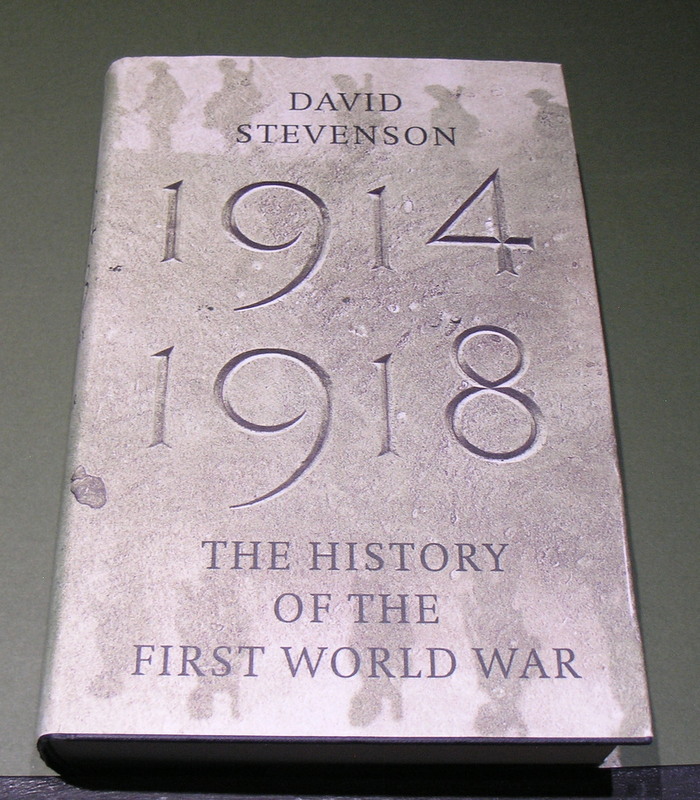 DAVID
STEVENSON
1914
1918
THE HISTORY
OF THE
FIRST WORLD WAR